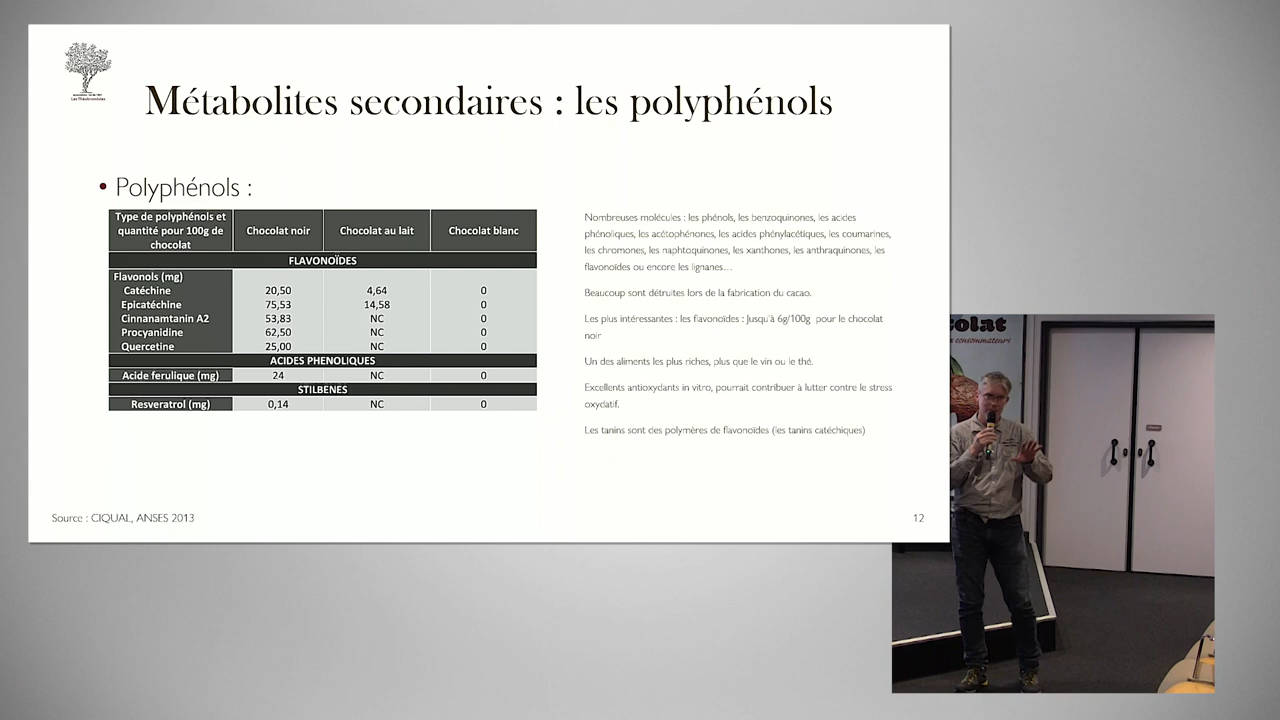 Les Théobromistes
Métabolites secondaires : les polyphénols
• Polyphénols :
Type de polyphénols et
quantité pour 100g de
chocolat
Chocolat noir
Chocolat au lait
Chocolat blanc
FLAVONOÏDES
Flavonols (mg)
Catéchine 20,50 4,64 0
Epicatéchine 75,53 14,58 0
Cinnanamtanin A2 53,83 NC 0
Procyanidine 62,50 NC 0
Quercetine 25,00 NC 0
ACIDES PHENOLIQUES
Acide ferulique (mg) 24 NC 0
STILBENES
Resveratrol (mg) 0,14 NC 0
Nombreuses molécules : les phénols, les benzoquinones, les acides
phénoliques, les acétophénones, les acides phénylacétiques, les coumarines,
les chromones, les naphtoquinones, les xanthones, les anthraquinones, les
flavonoïdes ou encore les lignanes…
Beaucoup sont détruites lors de la fabrication du cacao.
Les plus intéressantes : les flavonoïdes : Jusqu'à 6g/100g pour le chocolat
noir
Un des aliments les plus riches, plus que le vin ou le thé.
Excellents antioxydants in vitro, pourrait contribuer à lutter contre le stress
oxydatif.
Les tanins sont des polymères de flavonoïdes (les tanins catéchiques)
Source : CIQUAL, ANSES 2013
12
olat
consommateurs